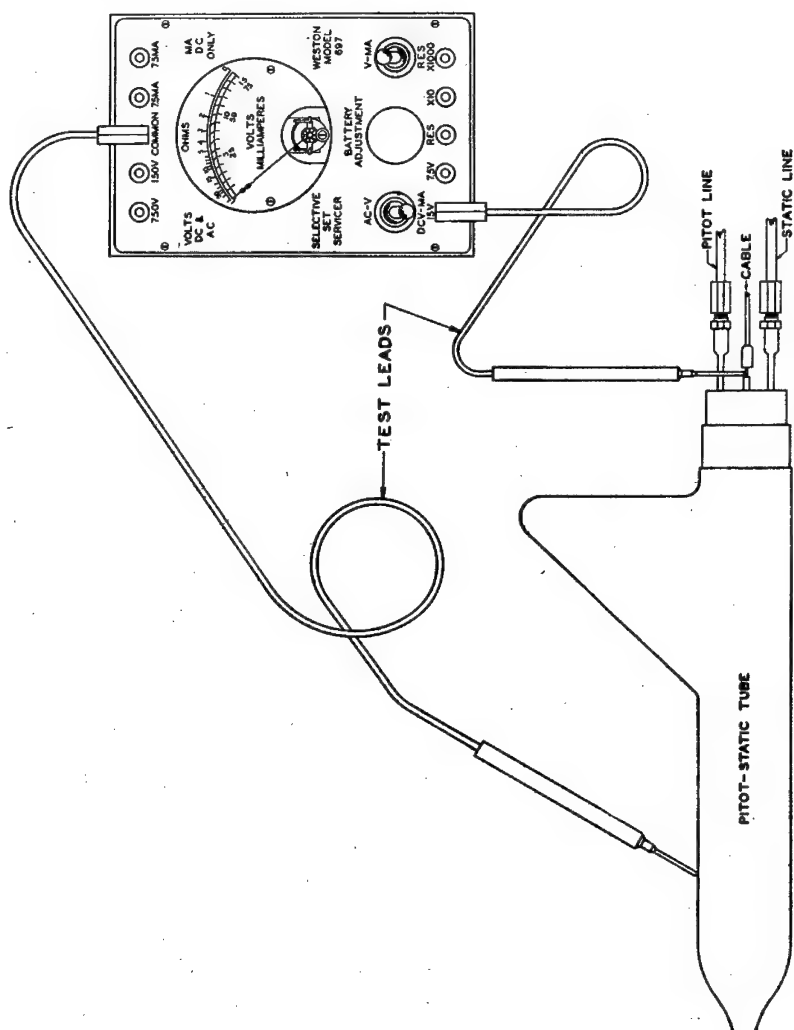 75MA
7.5MA
COMMON
150V
750V
MA
DC
ONLY
VOLTS
DC &
AC
OHMS
VOLTS
MILLIAMPERES
WESTON
MODEL
697
SELECTIVE
SET
SERVICER
BATTERY
ADJUSTMENT
V-MA
RES
X1000
X10
RES
7.5V
AC-V
DCV-MA
15V
TEST LEADS
PITOT LINE
CABLE
STATIC LINE
PITOT-STATIC TUBE